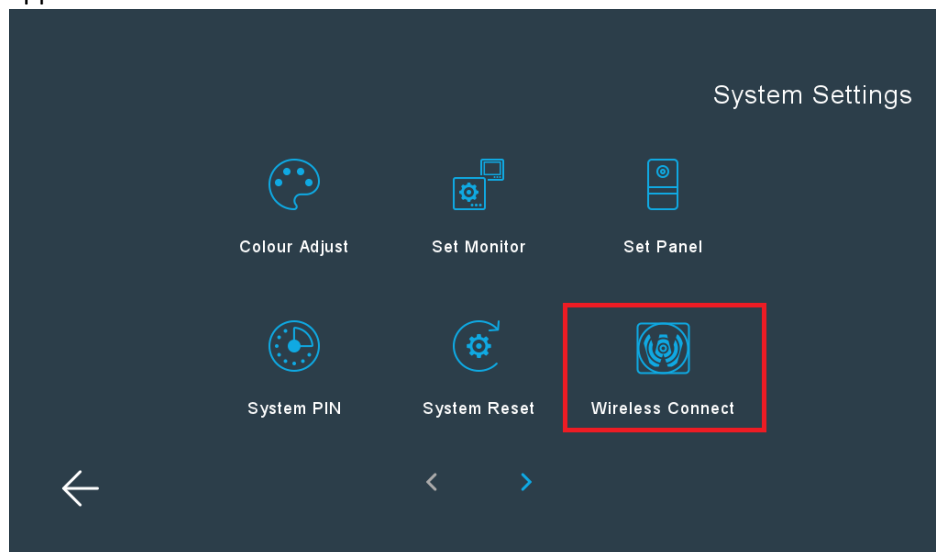 System Settings
Colour Adjust
Set Monitor
Set Panel
System PIN
System Reset
Wireless Connect